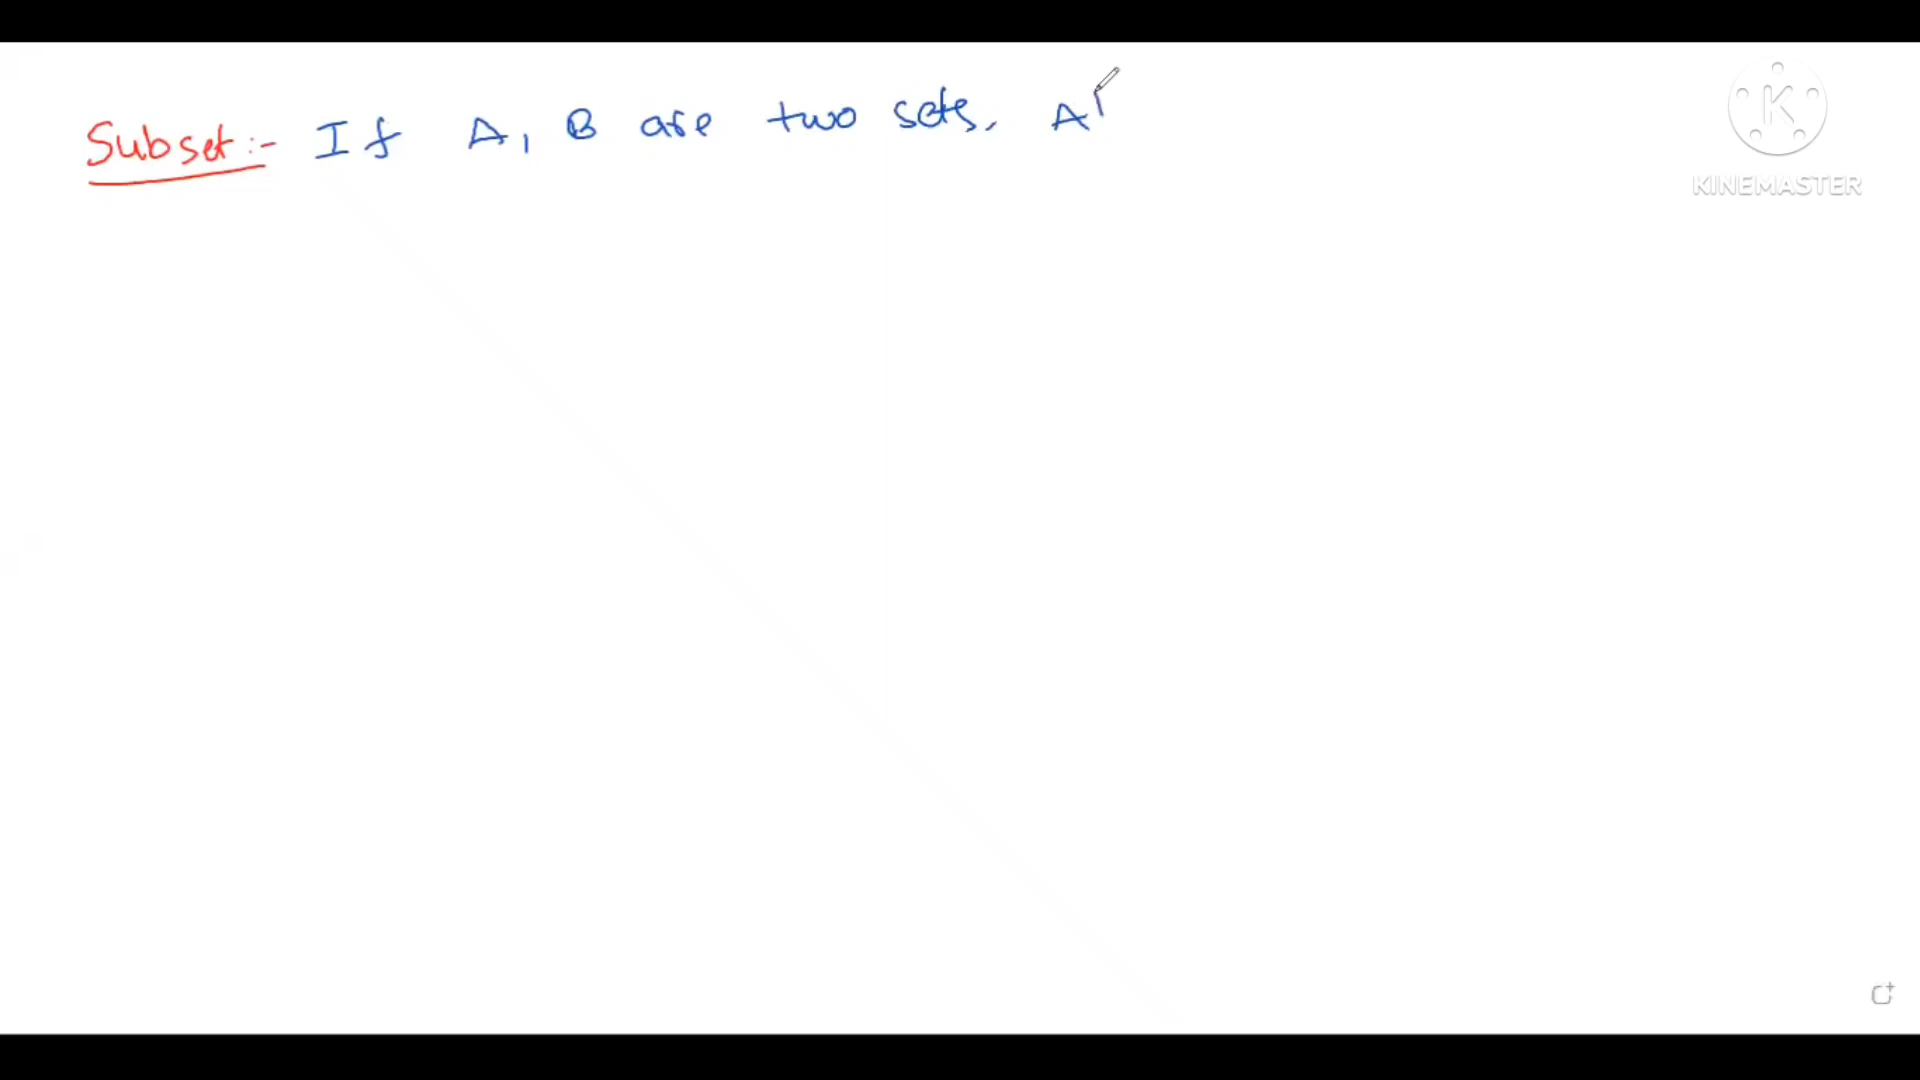 Subset :- If A, B are two sets. A
KINEMASTER